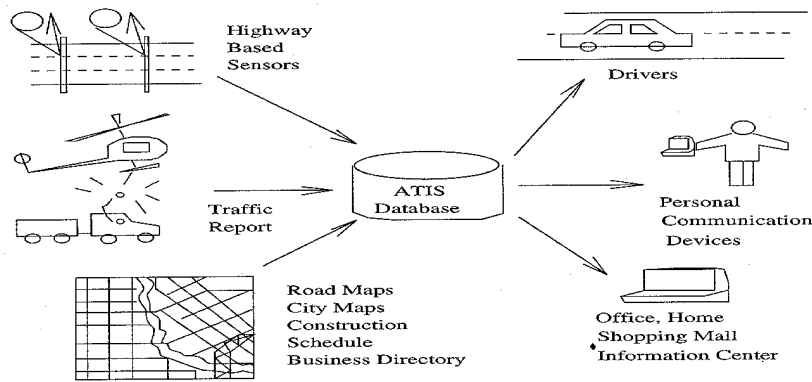 Highway
Based
Sensors
Drivers
Traffic
Report
ATIS
Database
Personal
Communication
Devices
Road Maps
City Maps
Construction
Schedule
Business Directory
Office, Home
Shopping Mall
Information Center